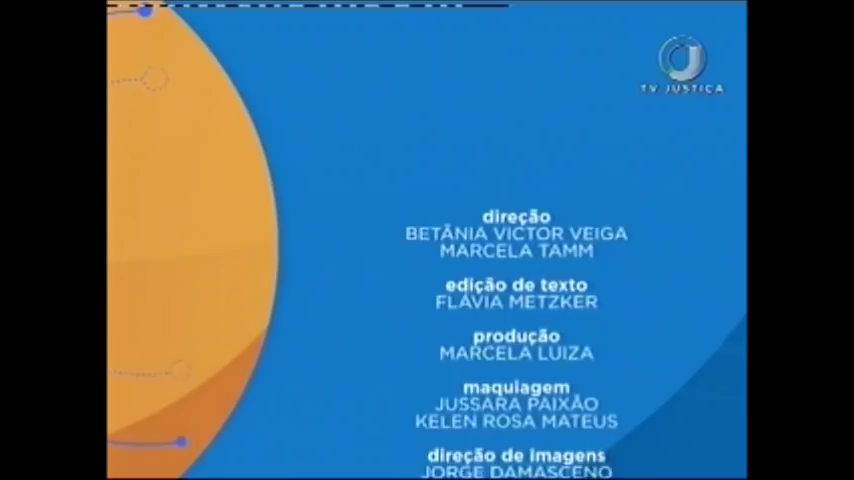 TV JUSTIÇA
direção
BETÂNIA VICTOR VEIGA
MARCELA TAMM
edição de texto
FLÁVIA METZKER
produção
MARCELA LUIZA
maquiagem
JUSSARA PAIXÃO
KELEN ROSA MATEUS
direção de imagens
JORGE DAMASCENO